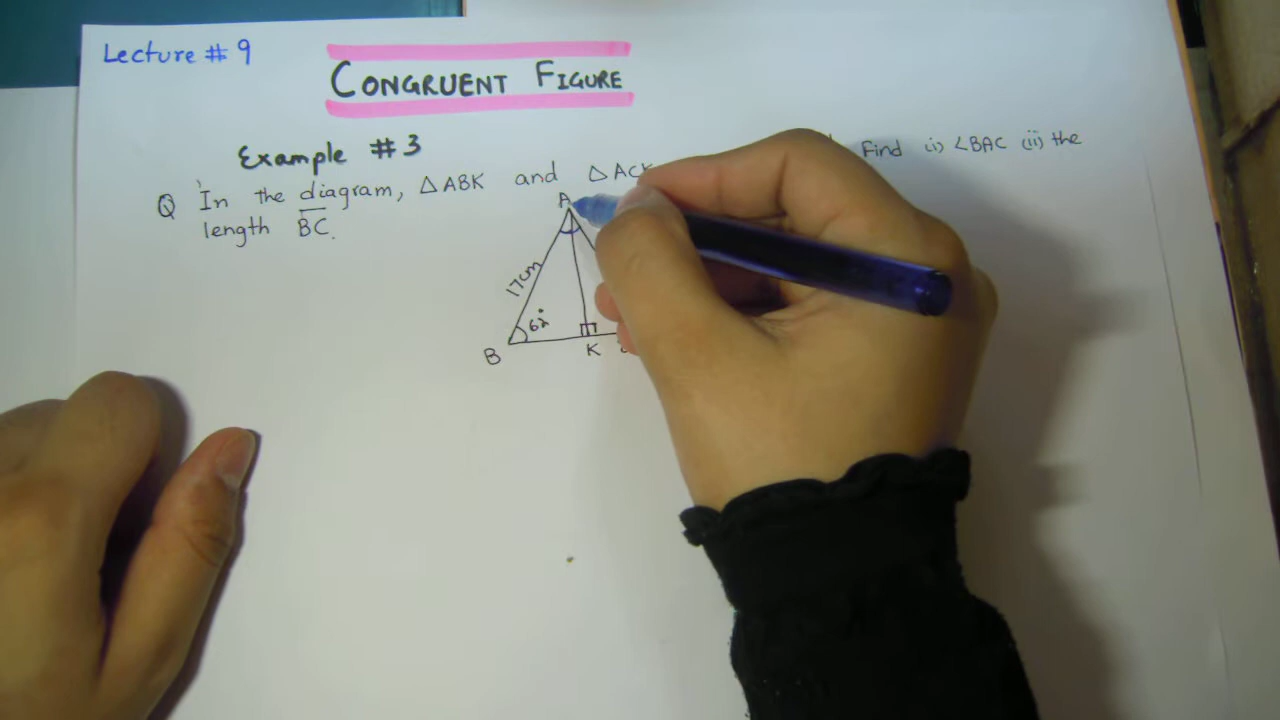 Lecture # 9
CONGRUENT FIGURE
Example #3
Q In the diagram, △ABK and △ACK Find (i) ∠BAC (ii) the
length BC.
A
17cm
62°
B
K